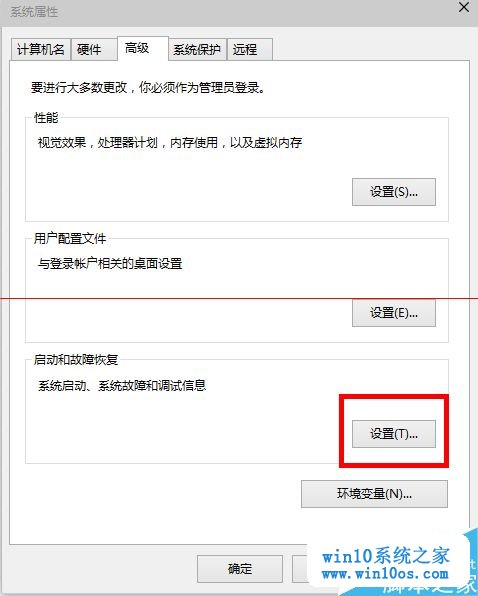 系统属性
计算机名 硬件 高级 系统保护 远程
要进行大多数更改，你必须作为管理员登录。
性能
视觉效果，处理器计划，内存使用，以及虚拟内存
设置(S)...
用户配置文件
与登录帐户相关的桌面设置
设置(E)...
启动和故障恢复
系统启动、系统故障和调试信息
设置(T)...
环境变量(N)...
确定
win10系统之家
www.win10os.com